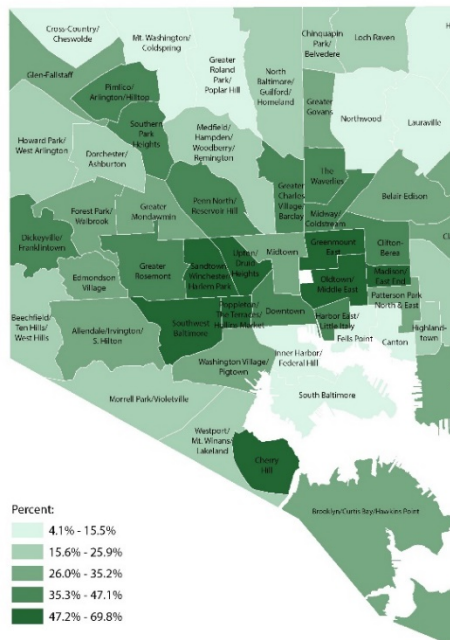 Cross-Country/
Cheswolde
Mt. Washington/
Coldspring
Greater
Roland
Park/
Poplar Hill
Chinquapin
Park/
Belvedere
Loch Raven
H
Glen-Fallstaff
North
Baltimore/
Guilford/
Homeland
Pimlico/
Arlington/Hilltop
Greater
Govans
Northwood
Lauraville
Howard Park/
West Arlington
Southern
Park
Heights
Medfield/
Hampden/
Woodberry/
Remington
Dorchester/
Ashburton
The
Waverlies
Belair Edison
Forest Park/
Walbrook
Greater
Mondawmin
Penn North/
Reservoir Hill
Greater
Charles
Village/
Barclay
Midway/
Coldstream
Dickeyville/
Franklintown
Greater
Rosemont
Sandtown
Winchester
Harlem Park
Upton/
Druid
Heights
Midtown
Greenmount
East
Clifton-
Berea
Edmondson
Village
Oldtown/
Middle East
Madison/
East End
Patterson Park
North & East
Beechfield/
Ten Hills/
West Hills
Allendale/Irvington/
S. Hilton
Southwest
Baltimore
Poppleton/
The Terraces/
Hollins Market
Downtown
Harbor East/
Little Italy
Fells Point
Canton
Highland-
town
Washington Village/
Pigtown
Inner Harbor/
Federal Hill
Morrell Park/Violetville
South Baltimore
Westport/
Mt. Winans/
Lakeland
Cherry
Hill
Brooklyn/Curtis Bay/Hawkins Point
Percent:
4.1% - 15.5%
15.6% - 25.9%
26.0% - 35.2%
35.3% - 47.1%
47.2% - 69.8%